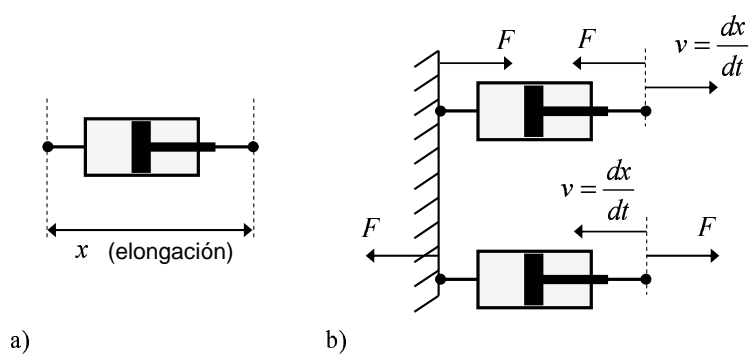 x (elongación)
a)
F F v = dx/dt
v = dx/dt
F F
b)